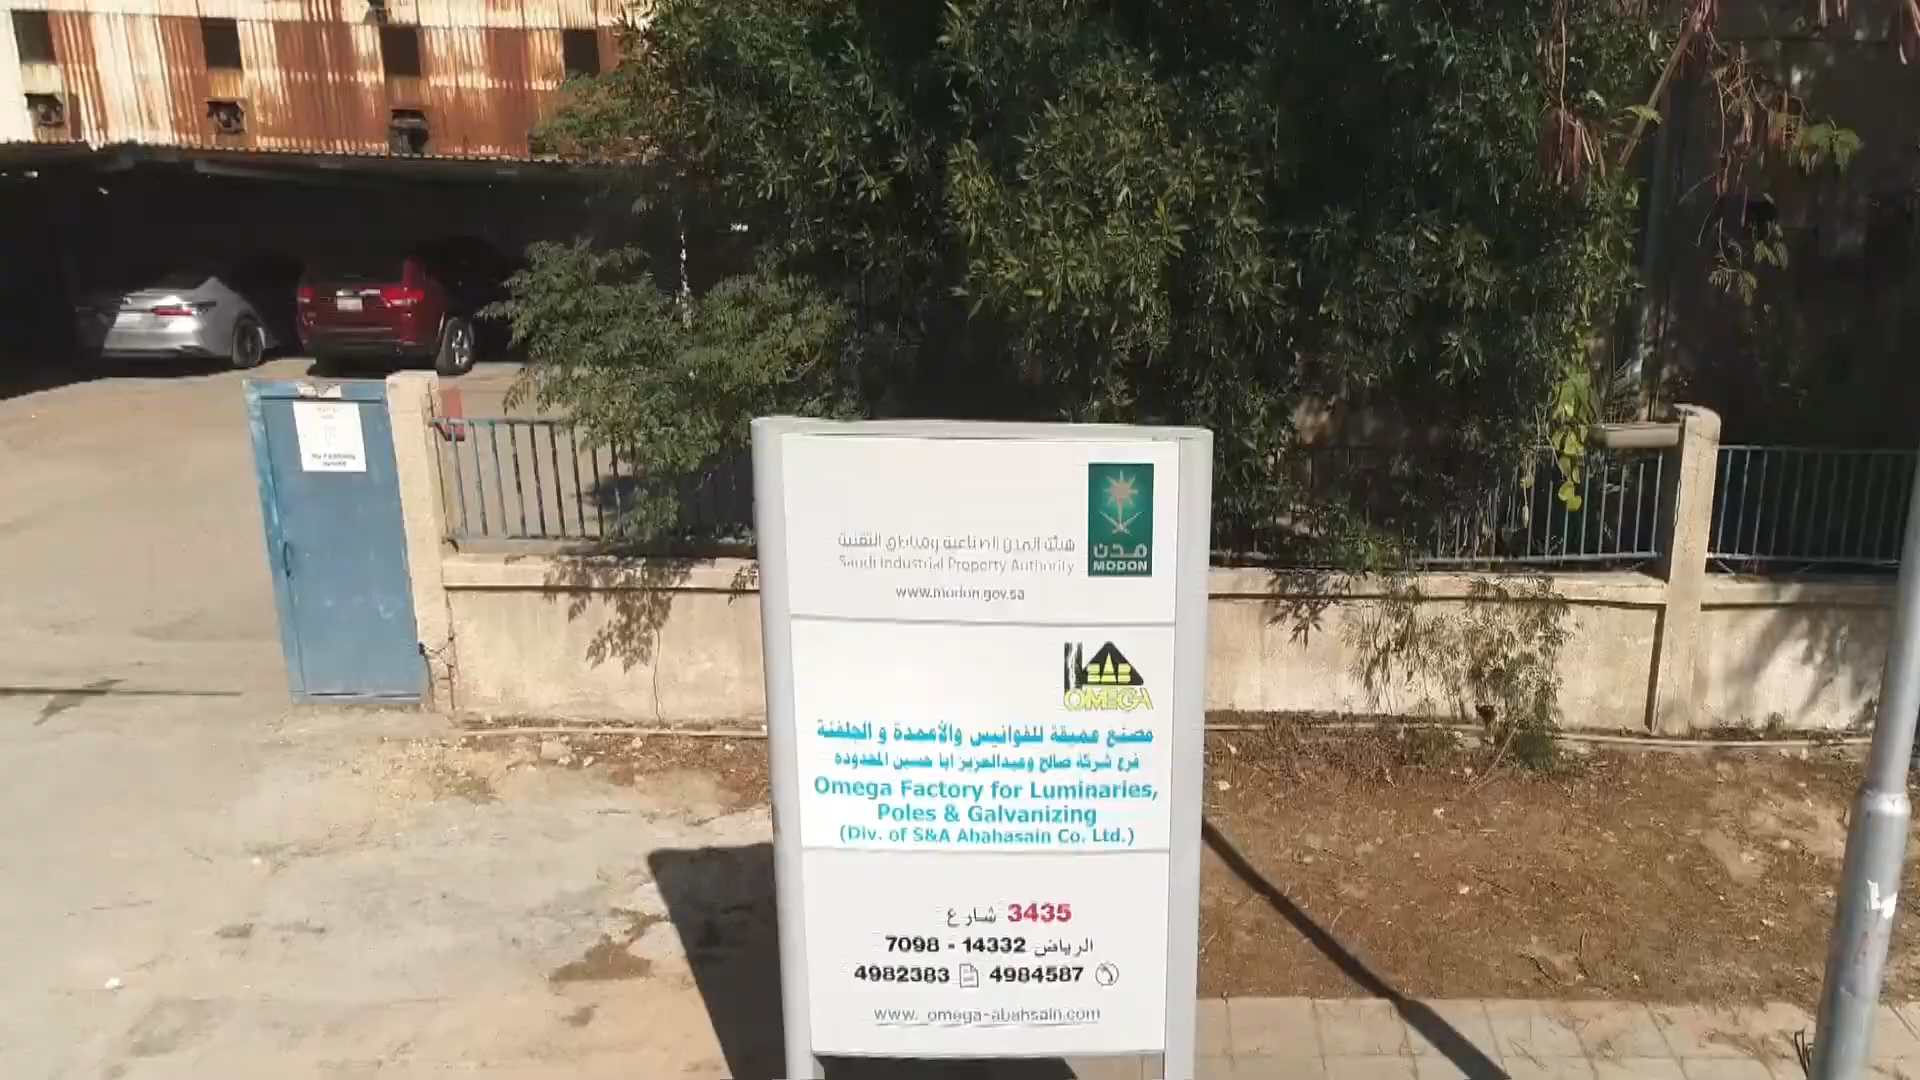 مدن
MODON
هيئة المدن الصناعية ومناطق التقنية
Saudi Industrial Property Authority
www.modon.gov.sa
OMEGA
مصنع عميقة للفوانيس والأعمدة و الجلفنة
فرع شركة صالح وعبدالعزيز ابا حسين المحدوده
Omega Factory for Luminaries,
Poles & Galvanizing
(Div. of S&A Abahasain Co. Ltd.)
3435 شارع
الرياض 14332 - 7098
4984587 4982383
www. omega-abahsain.com